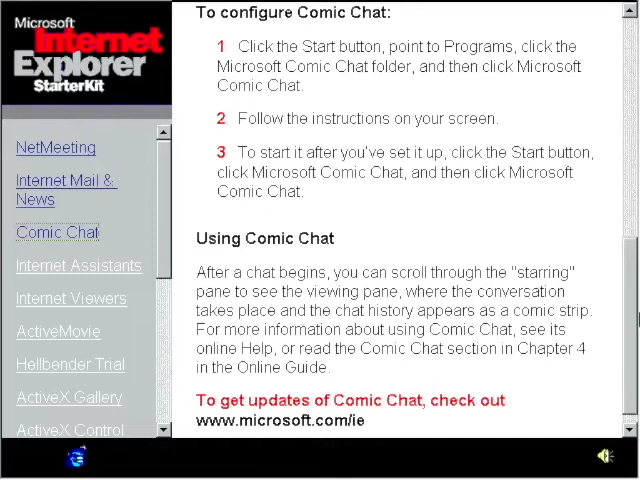 Microsoft
Internet
Explorer
StarterKit
NetMeeting
Internet Mail &
News
Comic Chat
Internet Assistants
Internet Viewers
ActiveMovie
Hellbender Trial
ActiveX Gallery
ActiveX Control
To configure Comic Chat:
1 Click the Start button, point to Programs, click the
Microsoft Comic Chat folder, and then click Microsoft
Comic Chat.
2 Follow the instructions on your screen.
3 To start it after you've set it up, click the Start button,
click Microsoft Comic Chat, and then click Microsoft
Comic Chat.
Using Comic Chat
After a chat begins, you can scroll through the "starring"
pane to see the viewing pane, where the conversation
takes place and the chat history appears as a comic strip.
For more information about using Comic Chat, see its
online Help, or read the Comic Chat section in Chapter 4
in the Online Guide.
To get updates of Comic Chat, check out
www.microsoft.com/ie